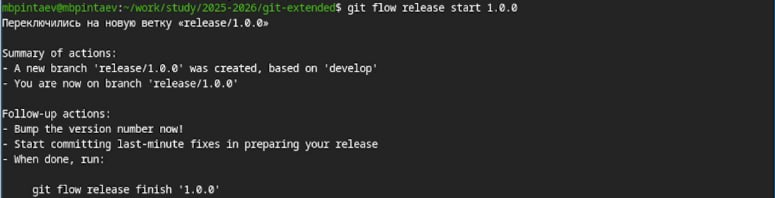 mbpintaev@mbpintaev:~/work/study/2025-2026/git-extended$ git flow release start 1.0.0
Переключились на новую ветку «release/1.0.0»
Summary of actions:
- A new branch 'release/1.0.0' was created, based on 'develop'
- You are now on branch 'release/1.0.0'
Follow-up actions:
- Bump the version number now!
- Start committing last-minute fixes in preparing your release
- When done, run:
git flow release finish '1.0.0'